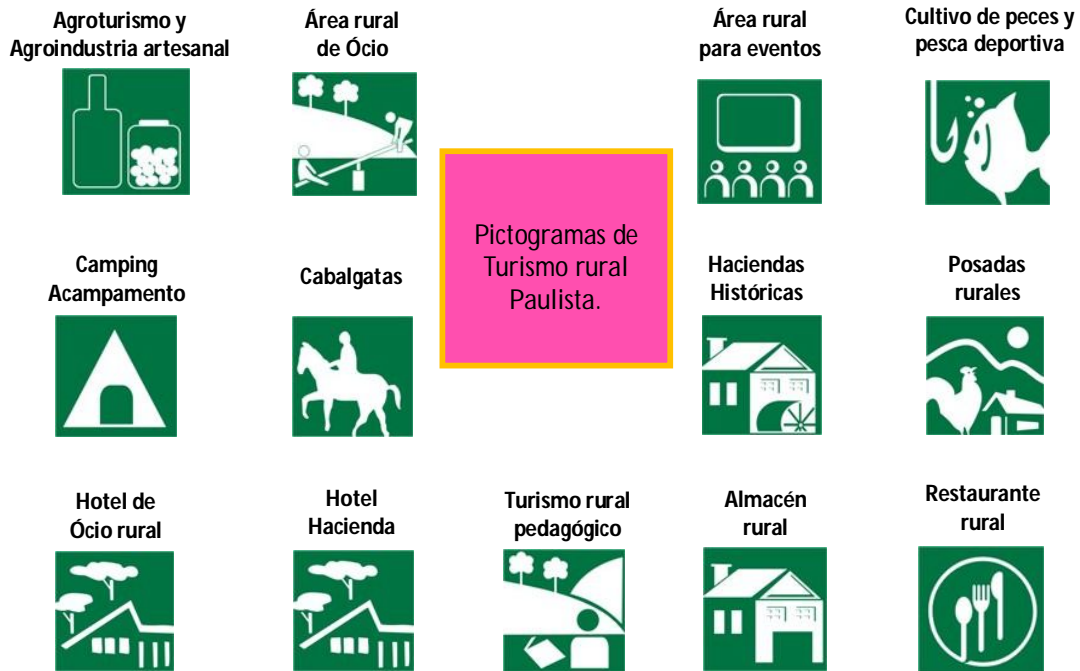 Agroturismo y
Agroindustria artesanal
Área rural
de Ócio
Área rural
para eventos
Cultivo de peces y
pesca deportiva
Pictogramas de
Turismo rural
Paulista.
Camping
Acampamento
Cabalgatas
Haciendas
Históricas
Posadas
rurales
Hotel de
Ócio rural
Hotel
Hacienda
Turismo rural
pedagógico
Almacén
rural
Restaurante
rural